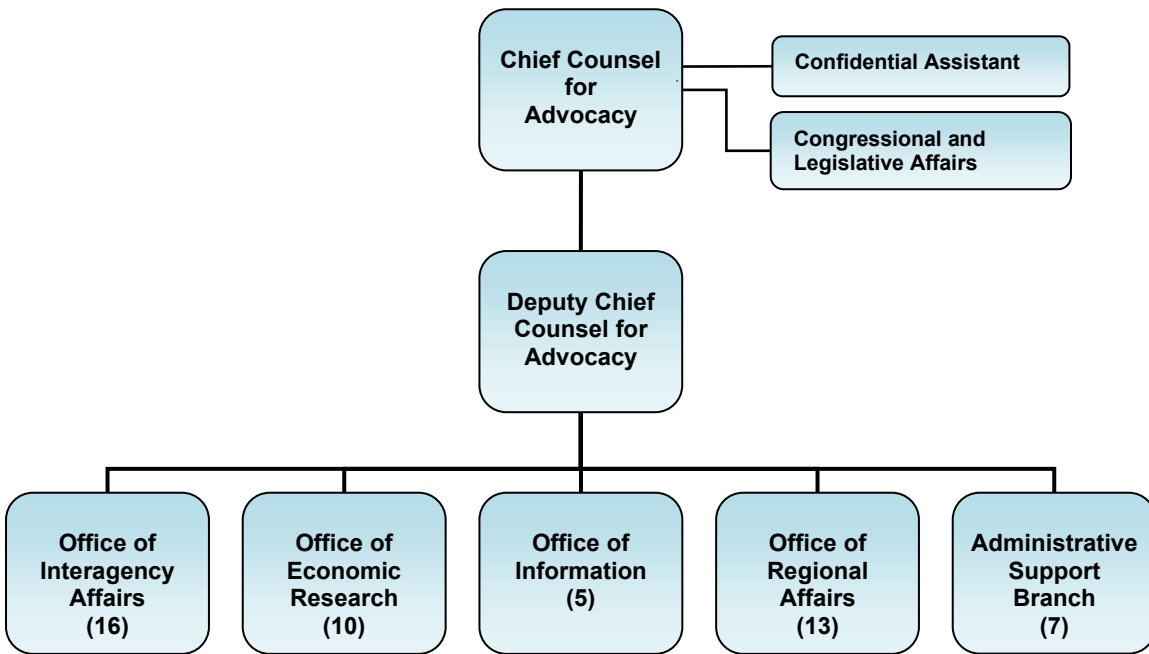 Chief Counsel
for
Advocacy
Confidential Assistant
Congressional and
Legislative Affairs
Deputy Chief
Counsel for
Advocacy
Office of
Interagency
Affairs
(16)
Office of
Economic
Research
(10)
Office of
Information
(5)
Office of
Regional
Affairs
(13)
Administrative
Support
Branch
(7)